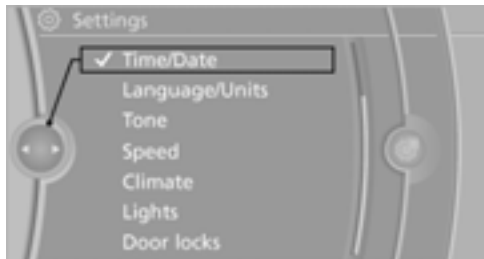 Settings
Time/Date
Language/Units
Tone
Speed
Climate
Lights
Door locks